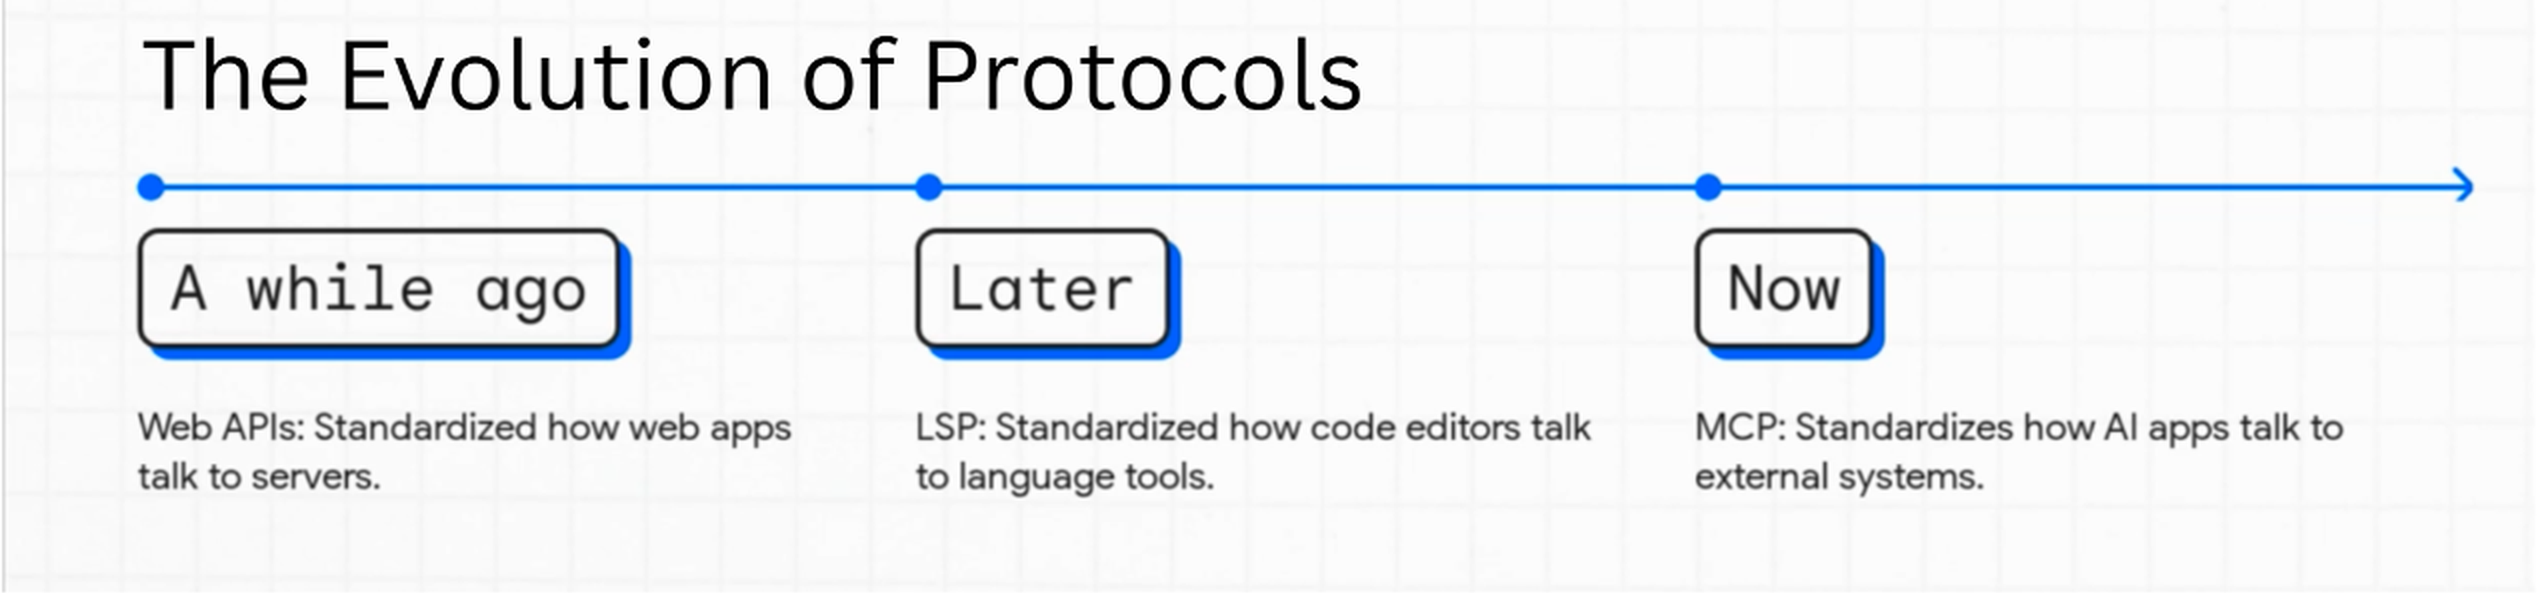 The Evolution of Protocols
A while ago
Later
Now
Web APIs: Standardized how web apps
talk to servers.
LSP: Standardized how code editors talk
to language tools.
MCP: Standardizes how AI apps talk to
external systems.